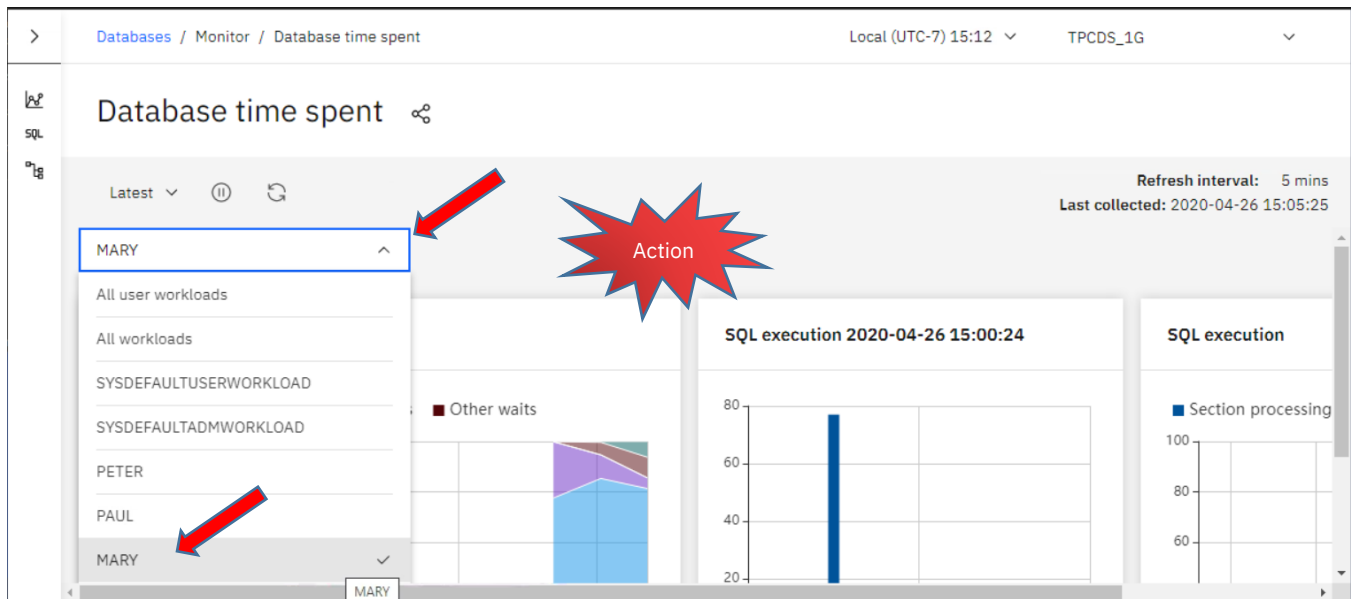 Databases / Monitor / Database time spent
Local (UTC-7) 15:12
TPCDS_1G
Database time spent
SQL
Latest
Refresh interval: 5 mins
Last collected: 2020-04-26 15:05:25
Action
MARY
All user workloads
All workloads
SYSDEFAULTUSERWORKLOAD
SYSDEFAULTADMWORKLOAD
PETER
PAUL
MARY
MARY
Other waits
SQL execution 2020-04-26 15:00:24
80
60
40
20
SQL execution
Section processing
100
80
60